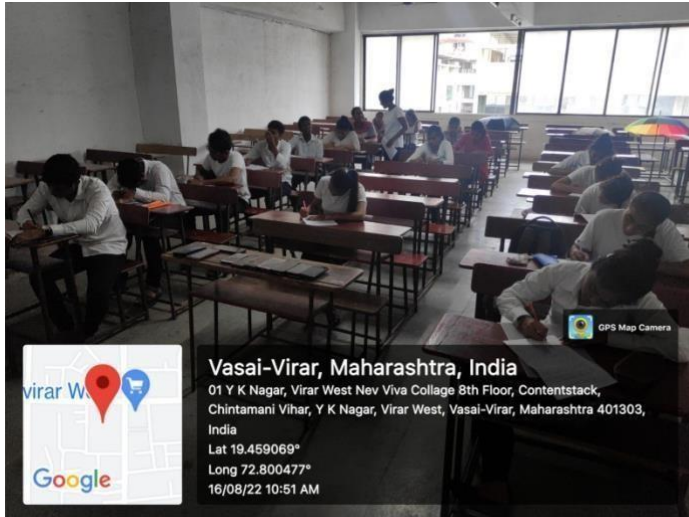 GPS Map Camera
virar W
Google
Vasai-Virar, Maharashtra, India
01 Y K Nagar, Virar West Nev Viva Collage 8th Floor, Contentstack,
Chintamani Vihar, Y K Nagar, Virar West, Vasai-Virar, Maharashtra 401303,
India
Lat 19.459069°
Long 72.800477°
16/08/22 10:51 AM